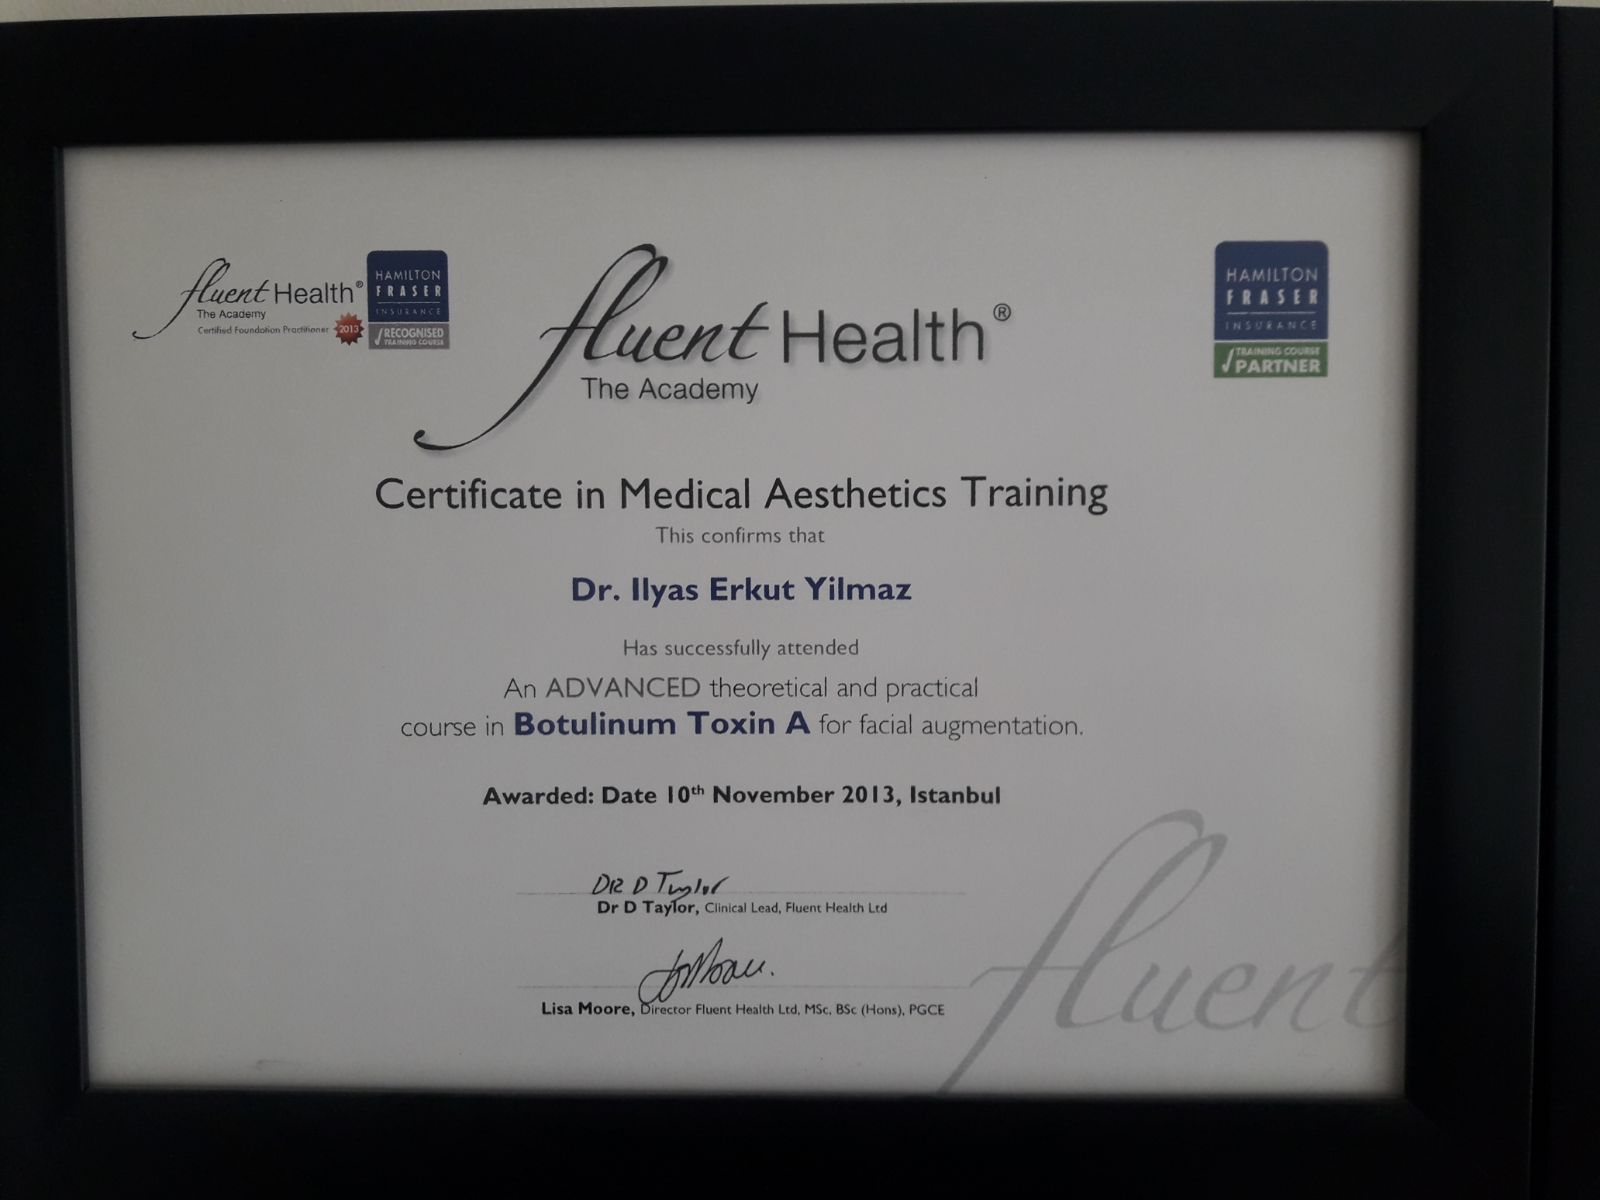 fluent Health®
The Academy
Certified Foundation Practitioner 2013
HAMILTON
FRASER
INSURANCE
√RECOGNISED
TRAINING COURSE
fluent Health®
The Academy
HAMILTON
FRASER
INSURANCE
√TRAINING COURSE
PARTNER
Certificate in Medical Aesthetics Training
This confirms that
Dr. Ilyas Erkut Yilmaz
Has successfully attended
An ADVANCED theoretical and practical
course in Botulinum Toxin A for facial augmentation.
Awarded: Date 10th November 2013, Istanbul
DR D Taylor
Dr D Taylor, Clinical Lead, Fluent Health Ltd
Lisa Moore, Director Fluent Health Ltd, MSc, BSc (Hons), PGCE
fluent